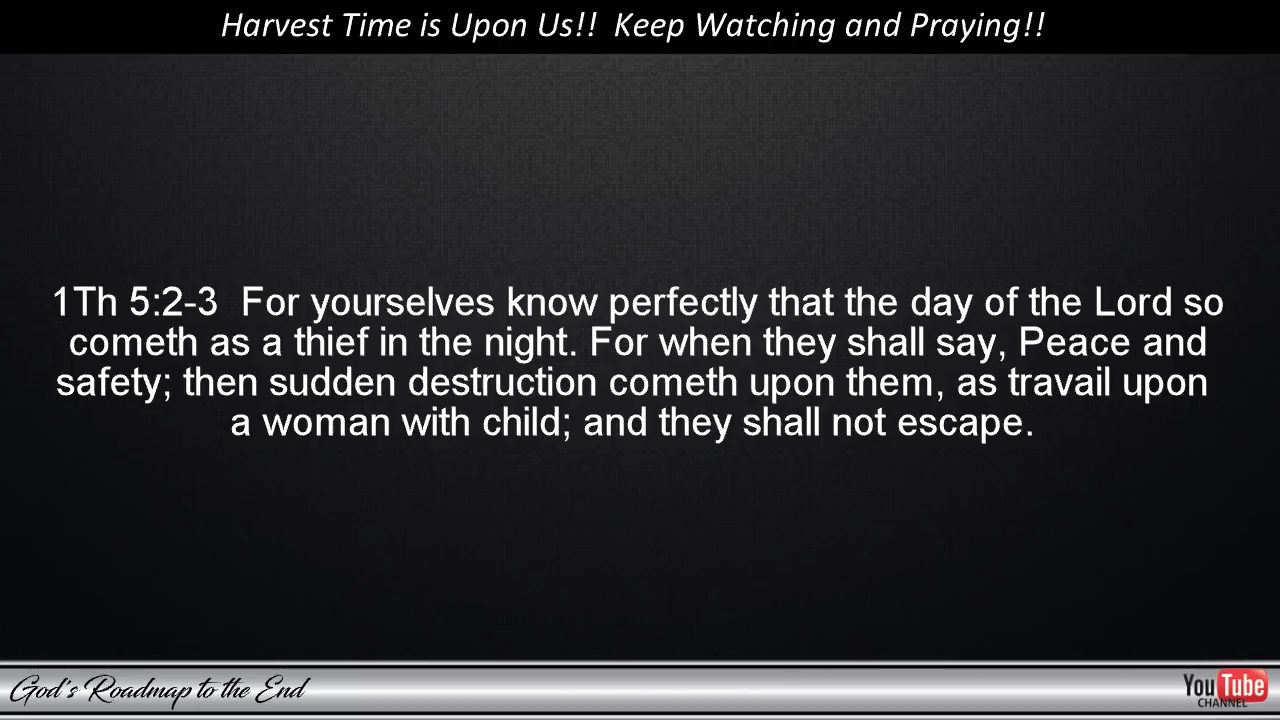 Harvest Time is Upon Us!!  Keep Watching and Praying!!
1Th 5:2-3  For yourselves know perfectly that the day of the Lord so
cometh as a thief in the night. For when they shall say, Peace and
safety; then sudden destruction cometh upon them, as travail upon
a woman with child; and they shall not escape.
God's Roadmap to the End
YouTube
CHANNEL